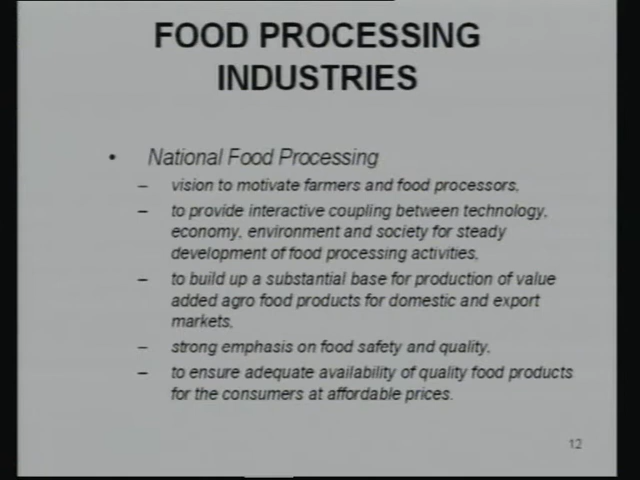 FOOD PROCESSING
INDUSTRIES
• National Food Processing
– vision to motivate farmers and food processors,
– to provide interactive coupling between technology,
economy, environment and society for steady
development of food processing activities,
– to build up a substantial base for production of value
added agro food products for domestic and export
markets,
– strong emphasis on food safety and quality,
– to ensure adequate availability of quality food products
for the consumers at affordable prices.
12